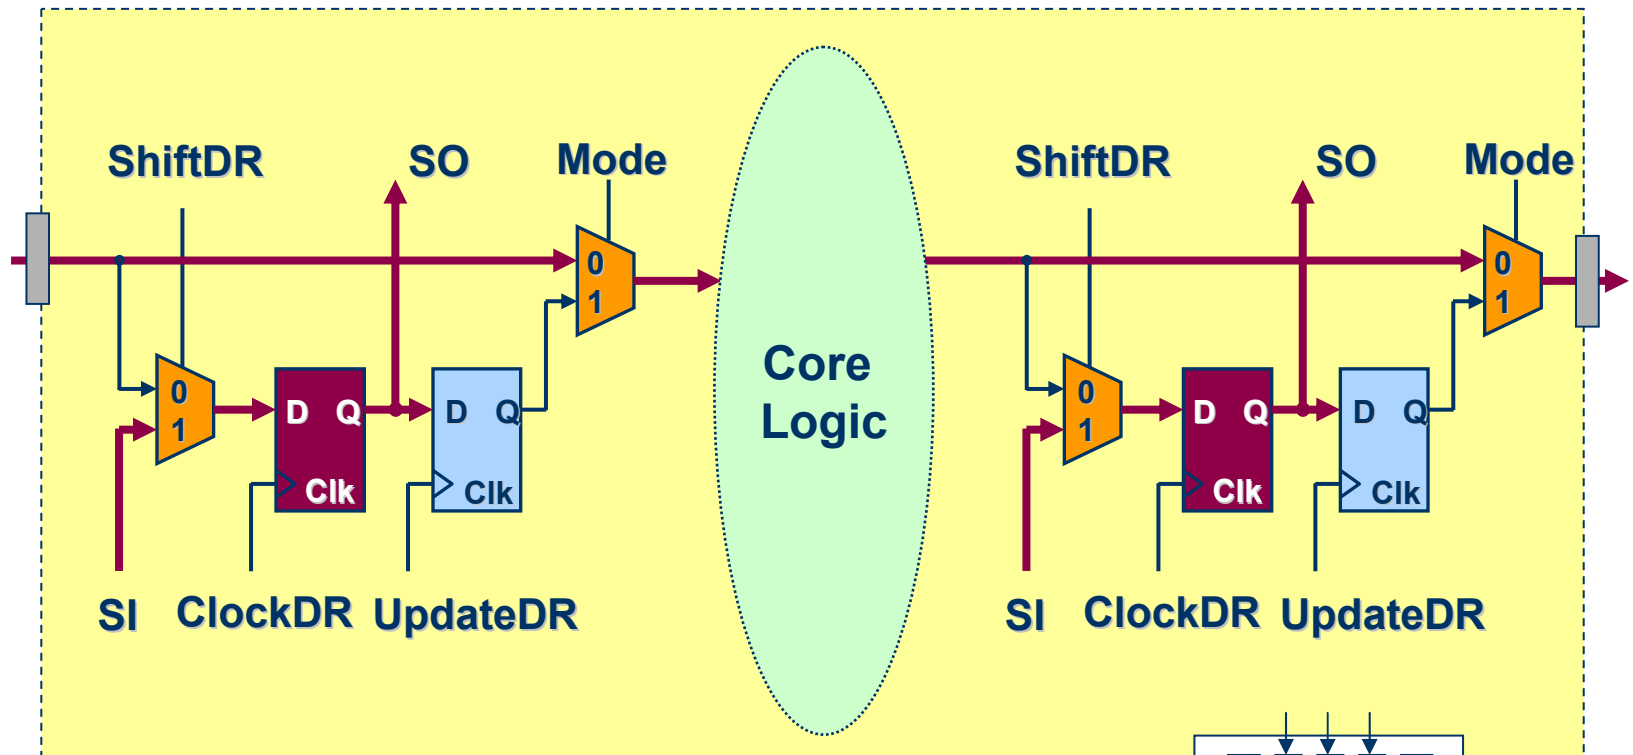 ShiftDR SO Mode ShiftDR SO Mode
0 0
1 1
Core
Logic
0 0
1 1
D Q D Q D Q D Q
Clk Clk Clk Clk
SI ClockDR UpdateDR SI ClockDR UpdateDR